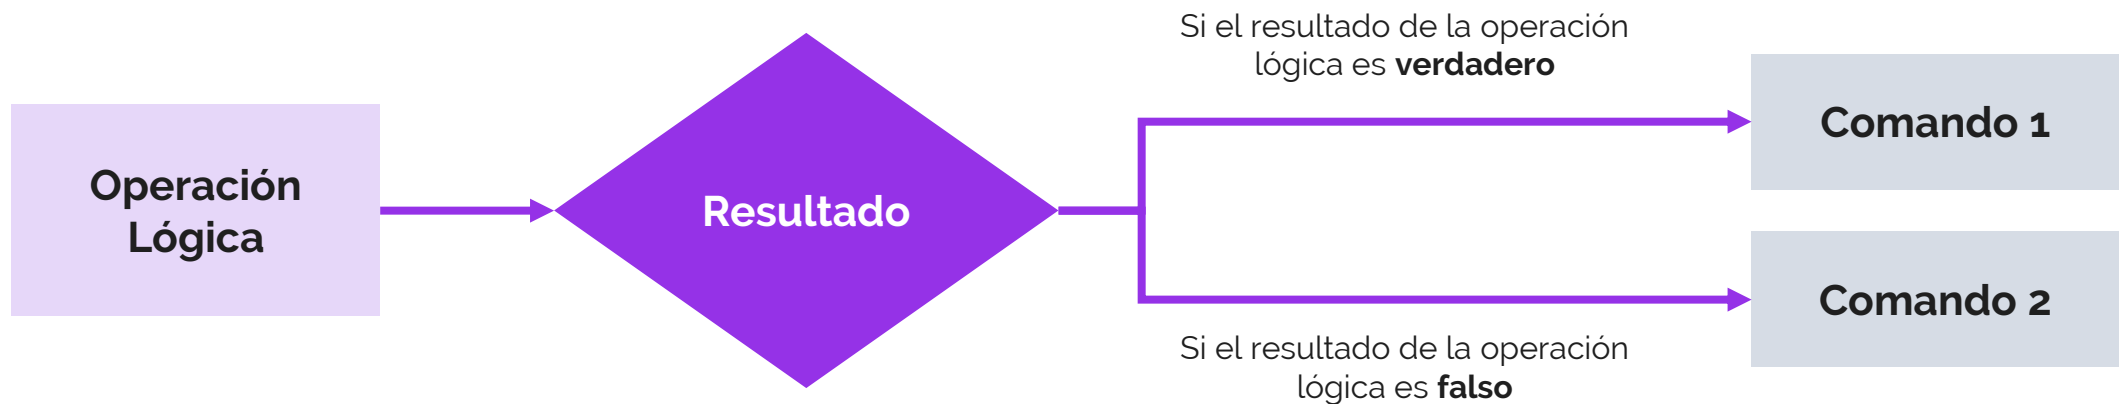 Operación
Lógica
Resultado
Si el resultado de la operación
lógica es verdadero
Comando 1
Comando 2
Si el resultado de la operación
lógica es falso